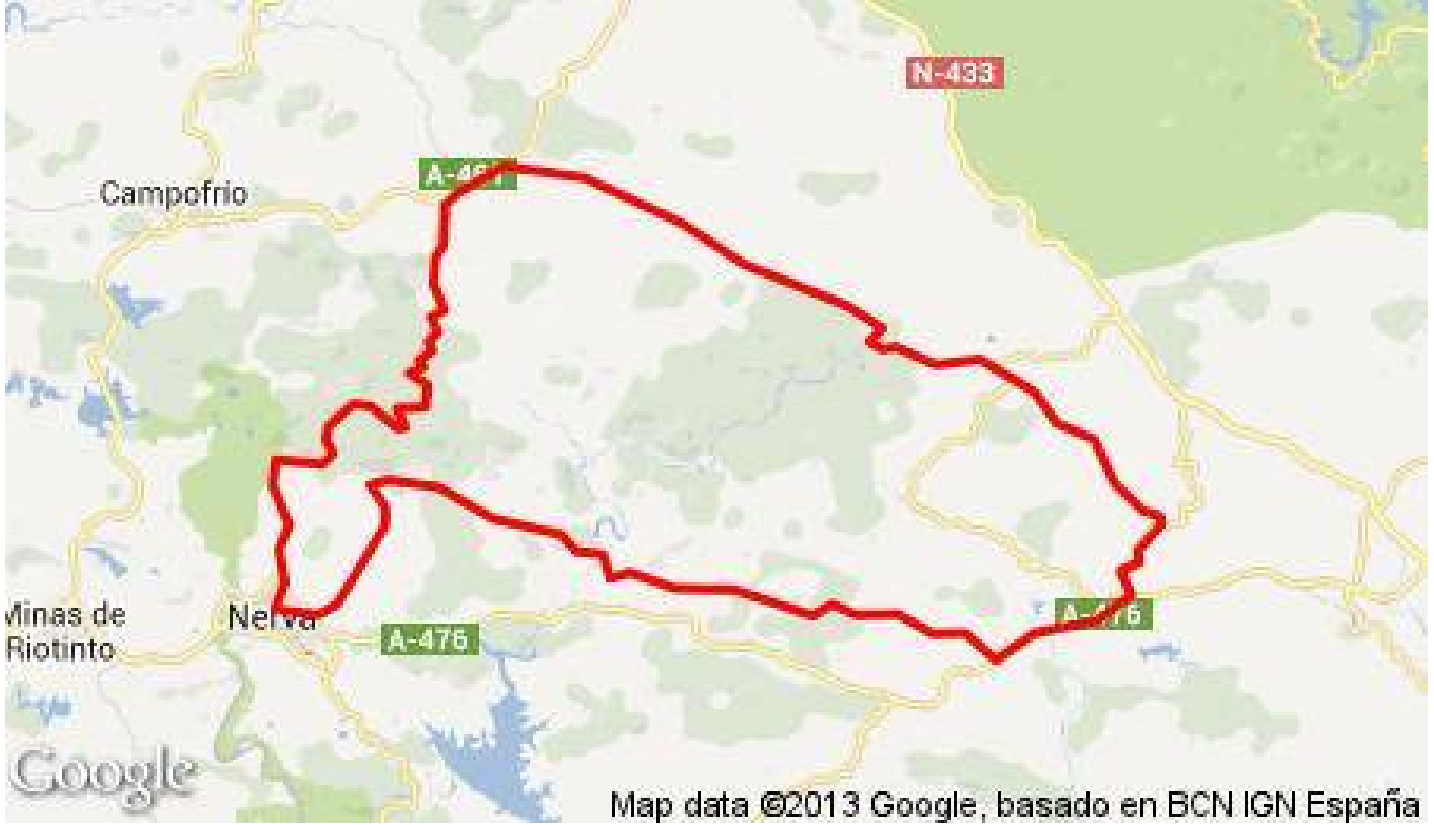 N-433
A-461
Campofrío
Nerva
Minas de
Riotinto
A-476
A-476
Google
Map data ©2013 Google, basado en BCN IGN España